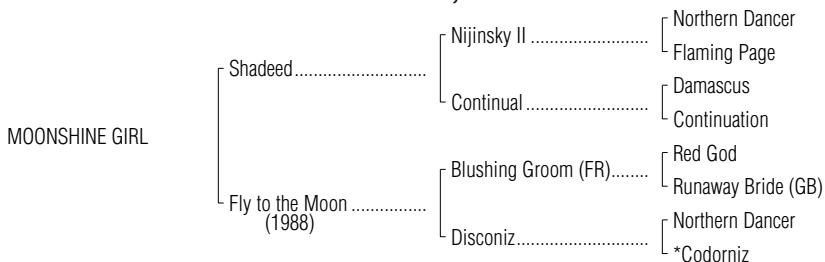 Northern Dancer
Nijinsky II ............................
Flaming Page
Shadeed...............................
Damascus
Continual .............................
Continuation
MOONSHINE GIRL
Red God
Blushing Groom (FR)........
Runaway Bride (GB)
Fly to the Moon .................
(1988)
Northern Dancer
Disconiz...............................
*Codorniz